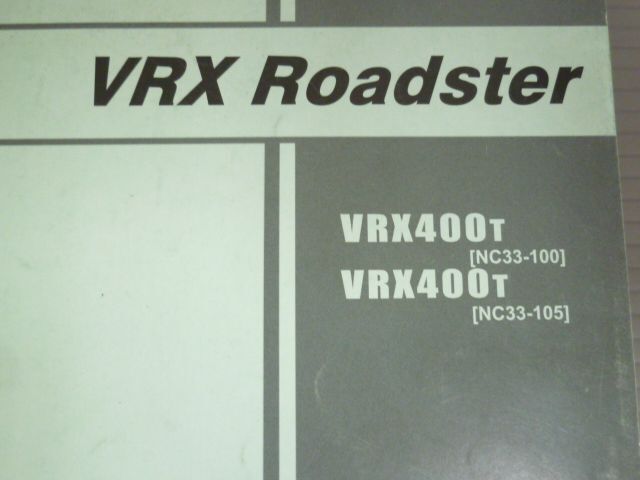 VRX Roadster
VRX400T
[NC33-100]
VRX400T
[NC33-105]